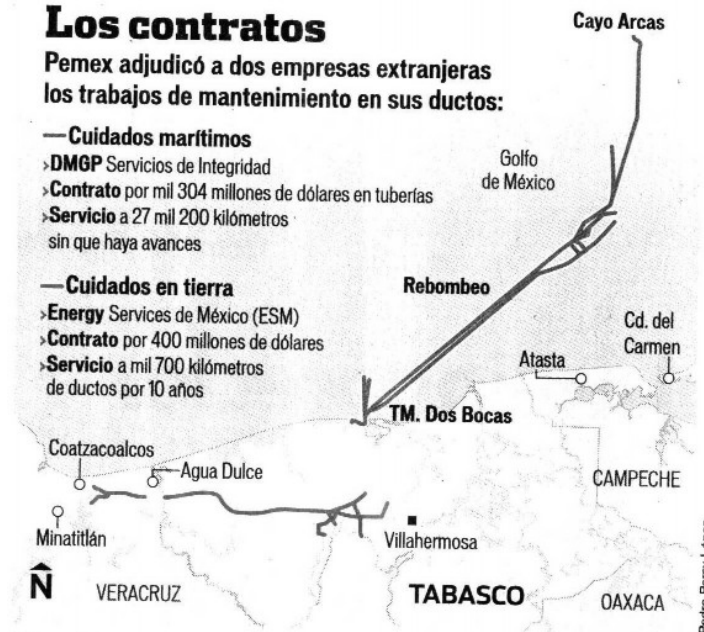 Los contratos
Pemex adjudicó a dos empresas extranjeras
los trabajos de mantenimiento en sus ductos:
—Cuidados marítimos
›DMGP Servicios de Integridad
›Contrato por mil 304 millones de dólares en tuberías
›Servicio a 27 mil 200 kilómetros
sin que haya avances
—Cuidados en tierra
›Energy Services de México (ESM)
›Contrato por 400 millones de dólares
›Servicio a mil 700 kilómetros
de ductos por 10 años
Cayo Arcas
Golfo
de México
Rebombeo
Cd. del
Carmen
Atasta
TM. Dos Bocas
Coatzacoalcos
Agua Dulce
CAMPECHE
Minatitlán
Villahermosa
N
VERACRUZ
TABASCO
OAXACA